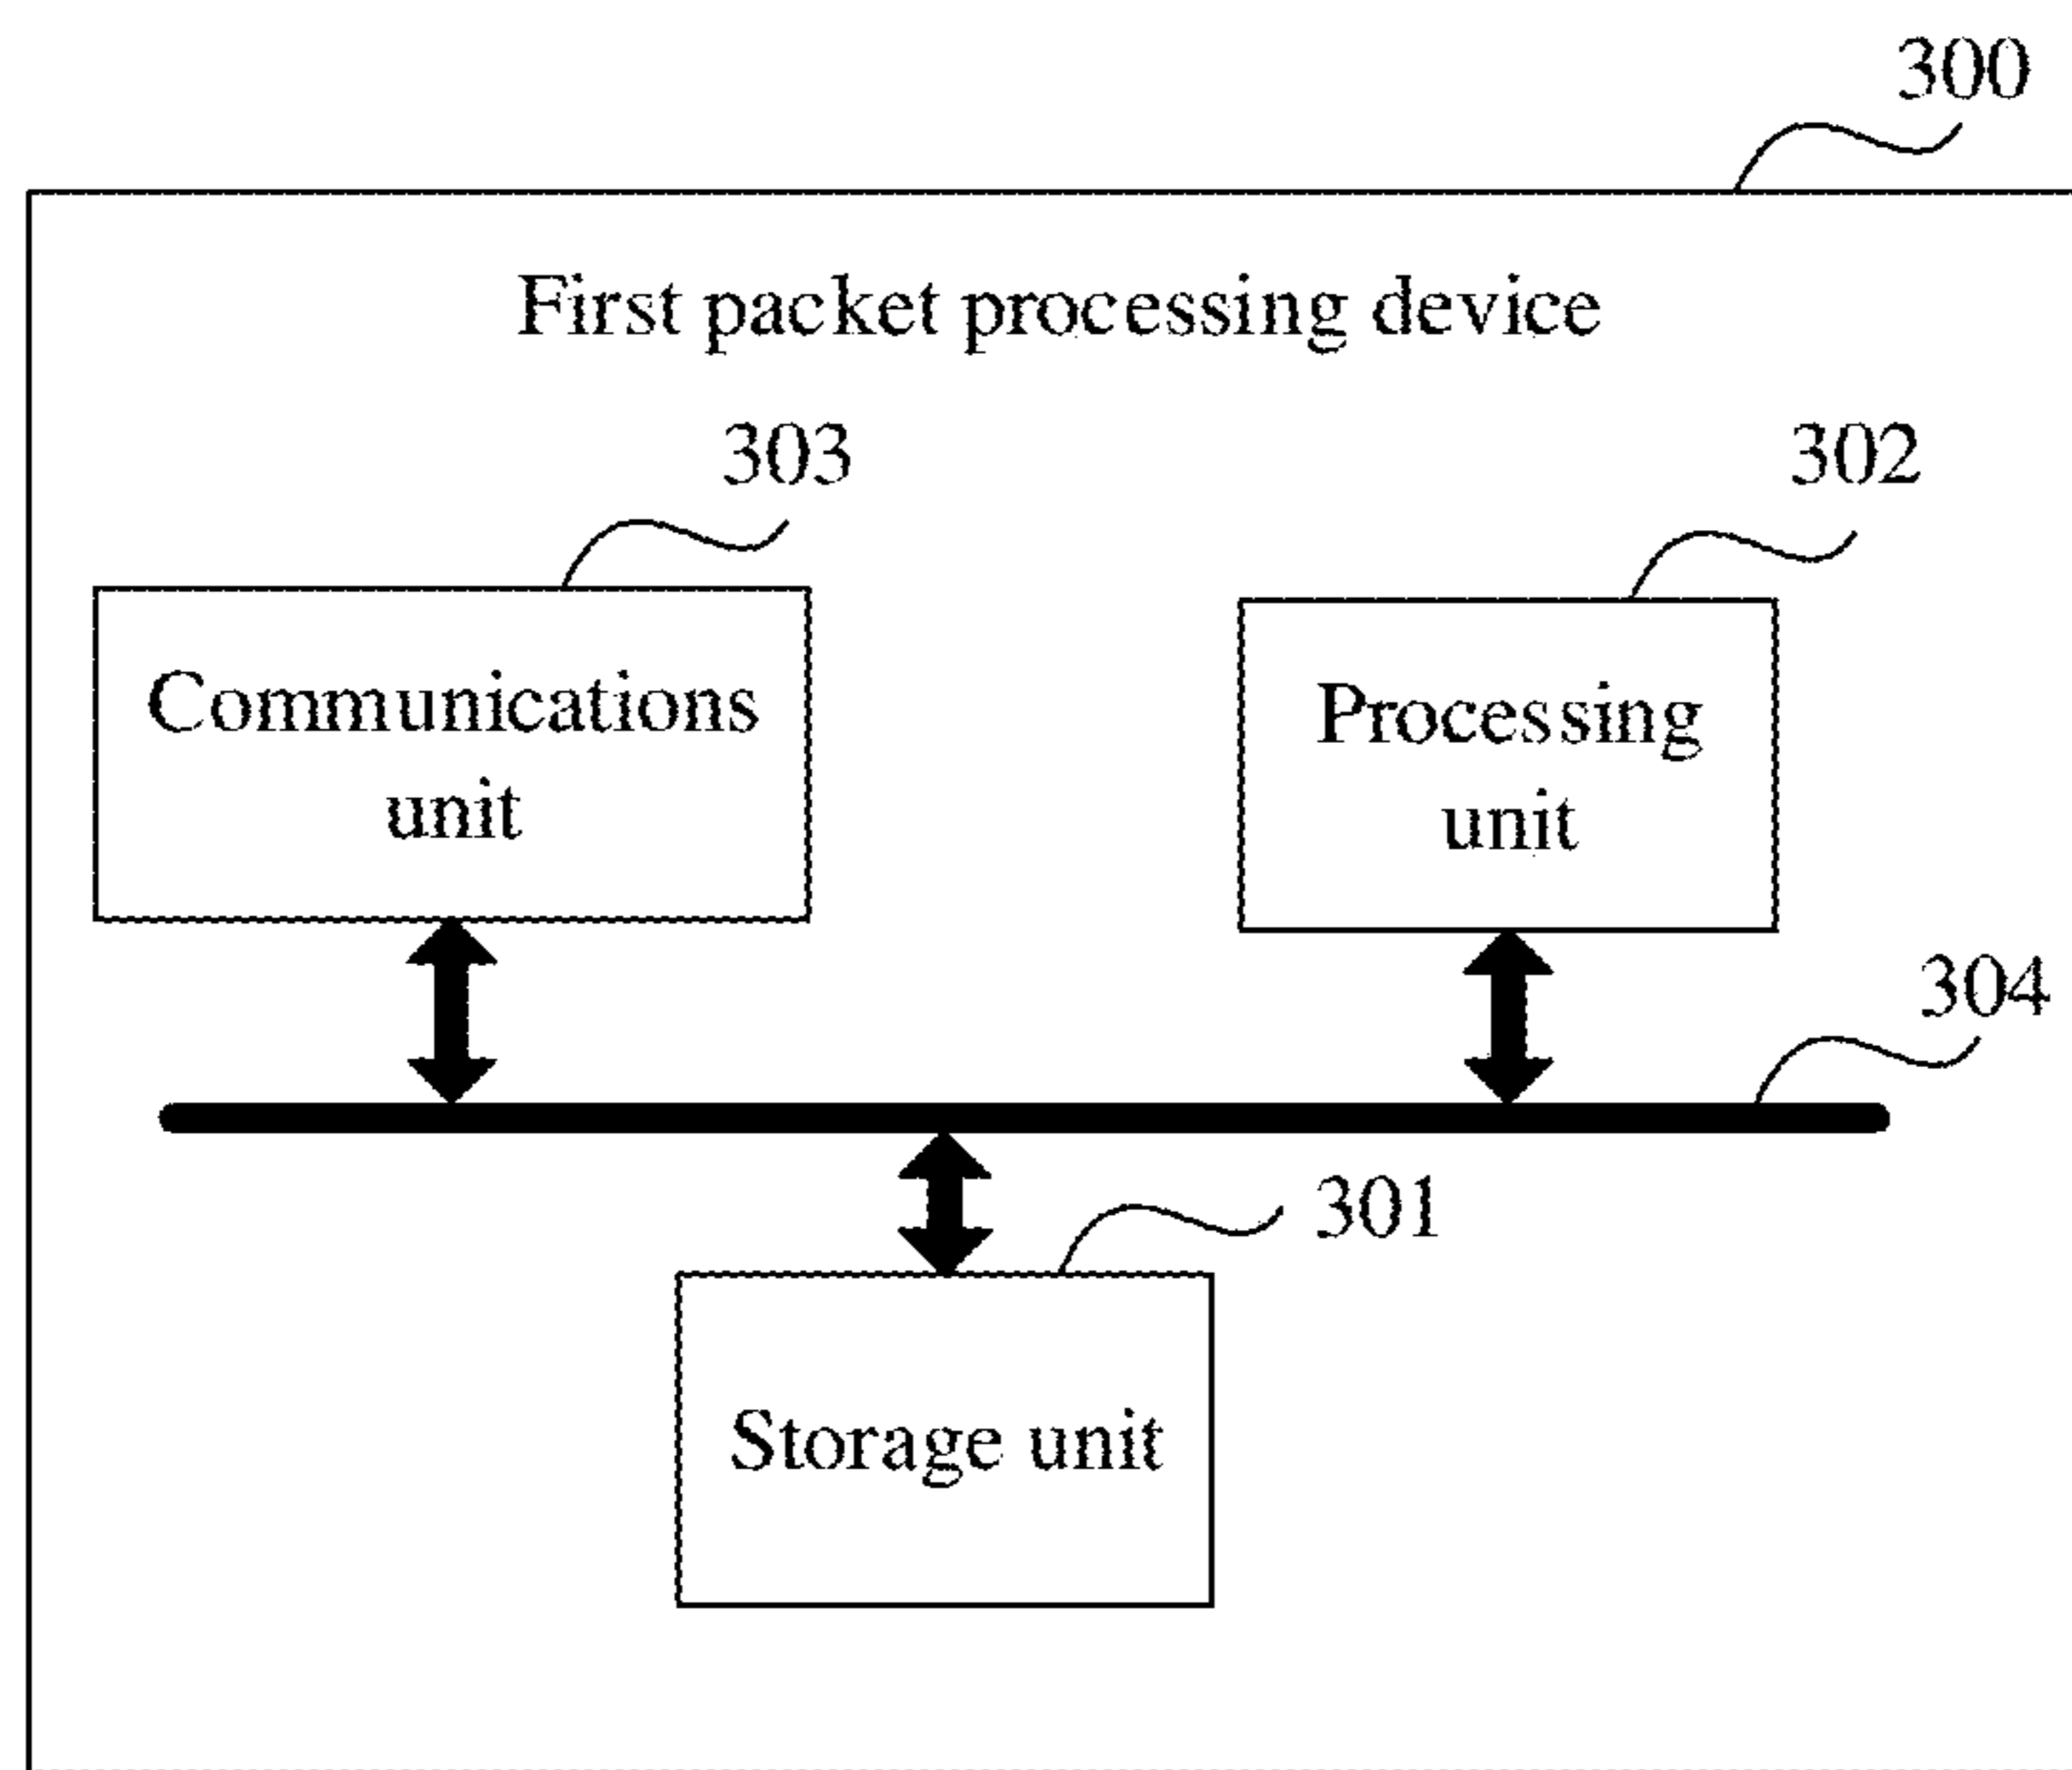 300
First packet processing device
303
302
Communications
unit
Processing
unit
304
301
Storage unit